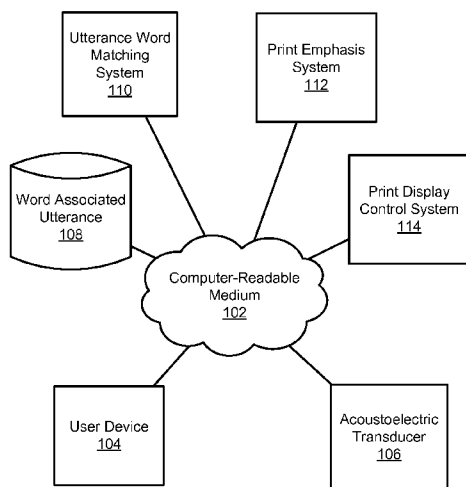 Utterance Word
Matching
System
110
Print Emphasis
System
112
Word Associated
Utterance
108
Print Display
Control System
114
Computer-Readable
Medium
102
User Device
104
Acoustoelectric
Transducer
106